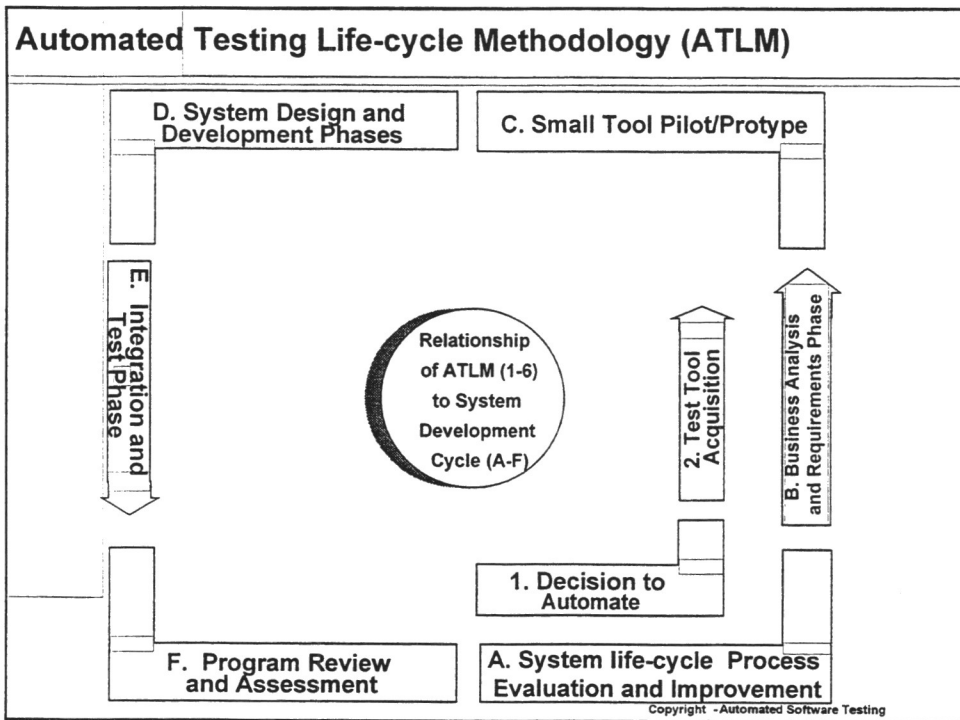 Automated Testing Life-cycle Methodology (ATLM)
D. System Design and
Development Phases
C. Small Tool Pilot/Protype
E. Integration and
Test Phase
Relationship
of ATLM (1-6)
to System
Development
Cycle (A-F)
2. Test Tool
Acquisition
B. Business Analysis
and Requirements Phase
1. Decision to
Automate
F. Program Review
and Assessment
A. System life-cycle Process
Evaluation and Improvement
Copyright -Automated Software Testing